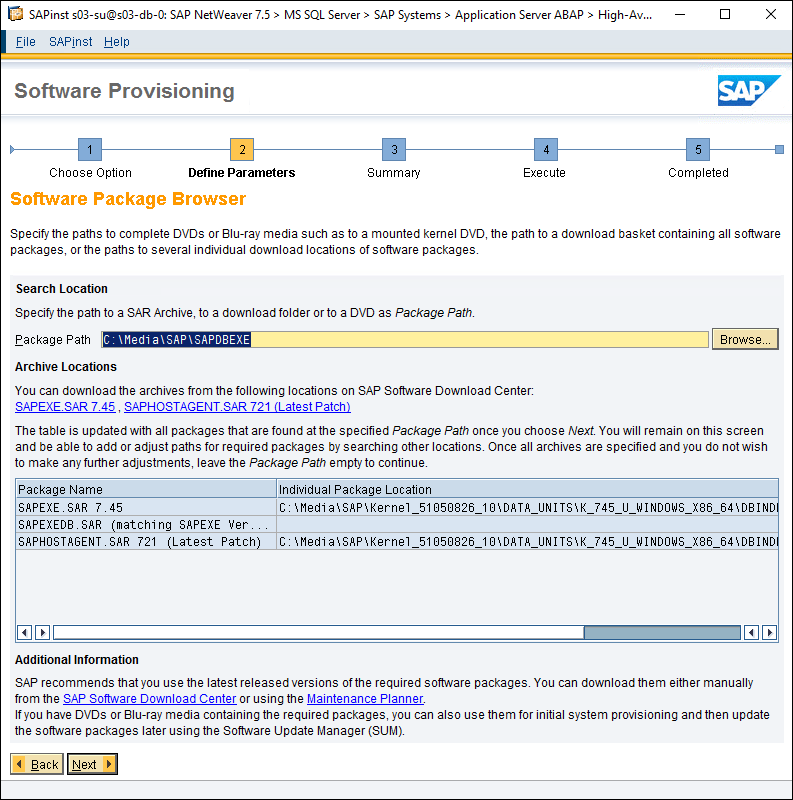 SAPinst s03-su@s03-db-0: SAP NetWeaver 7.5 > MS SQL Server > SAP Systems > Application Server ABAP > High-Av...
File SAPinst Help
Software Provisioning
SAP
1 2 3 4 5
Choose Option Define Parameters Summary Execute Completed
Software Package Browser
Specify the paths to complete DVDs or Blu-ray media such as to a mounted kernel DVD, the path to a download basket containing all software
packages, or the paths to several individual download locations of software packages.
Search Location
Specify the path to a SAR Archive, to a download folder or to a DVD as Package Path.
Package Path C:\Media\SAP\SAPDBEXE Browse...
Archive Locations
You can download the archives from the following locations on SAP Software Download Center:
SAPEXE.SAR 7.45 , SAPHOSTAGENT.SAR 721 (Latest Patch)
The table is updated with all packages that are found at the specified Package Path once you choose Next. You will remain on this screen
and be able to add or adjust paths for required packages by searching other locations. Once all archives are specified and you do not wish
to make any further adjustments, leave the Package Path empty to continue.
Package Name Individual Package Location
SAPEXE.SAR 7.45 C:\Media\SAP\Kernel_51050826_10\DATA_UNITS\K_745_U_WINDOWS_X86_64\DBIND
SAPEXEDB.SAR (matching SAPEXE Ver...
SAPHOSTAGENT.SAR 721 (Latest Patch) C:\Media\SAP\Kernel_51050826_10\DATA_UNITS\K_745_U_WINDOWS_X86_64\DBIND
Additional Information
SAP recommends that you use the latest released versions of the required software packages. You can download them either manually
from the SAP Software Download Center or using the Maintenance Planner.
If you have DVDs or Blu-ray media containing the required packages, you can also use them for initial system provisioning and then update
the software packages later using the Software Update Manager (SUM).
Back Next